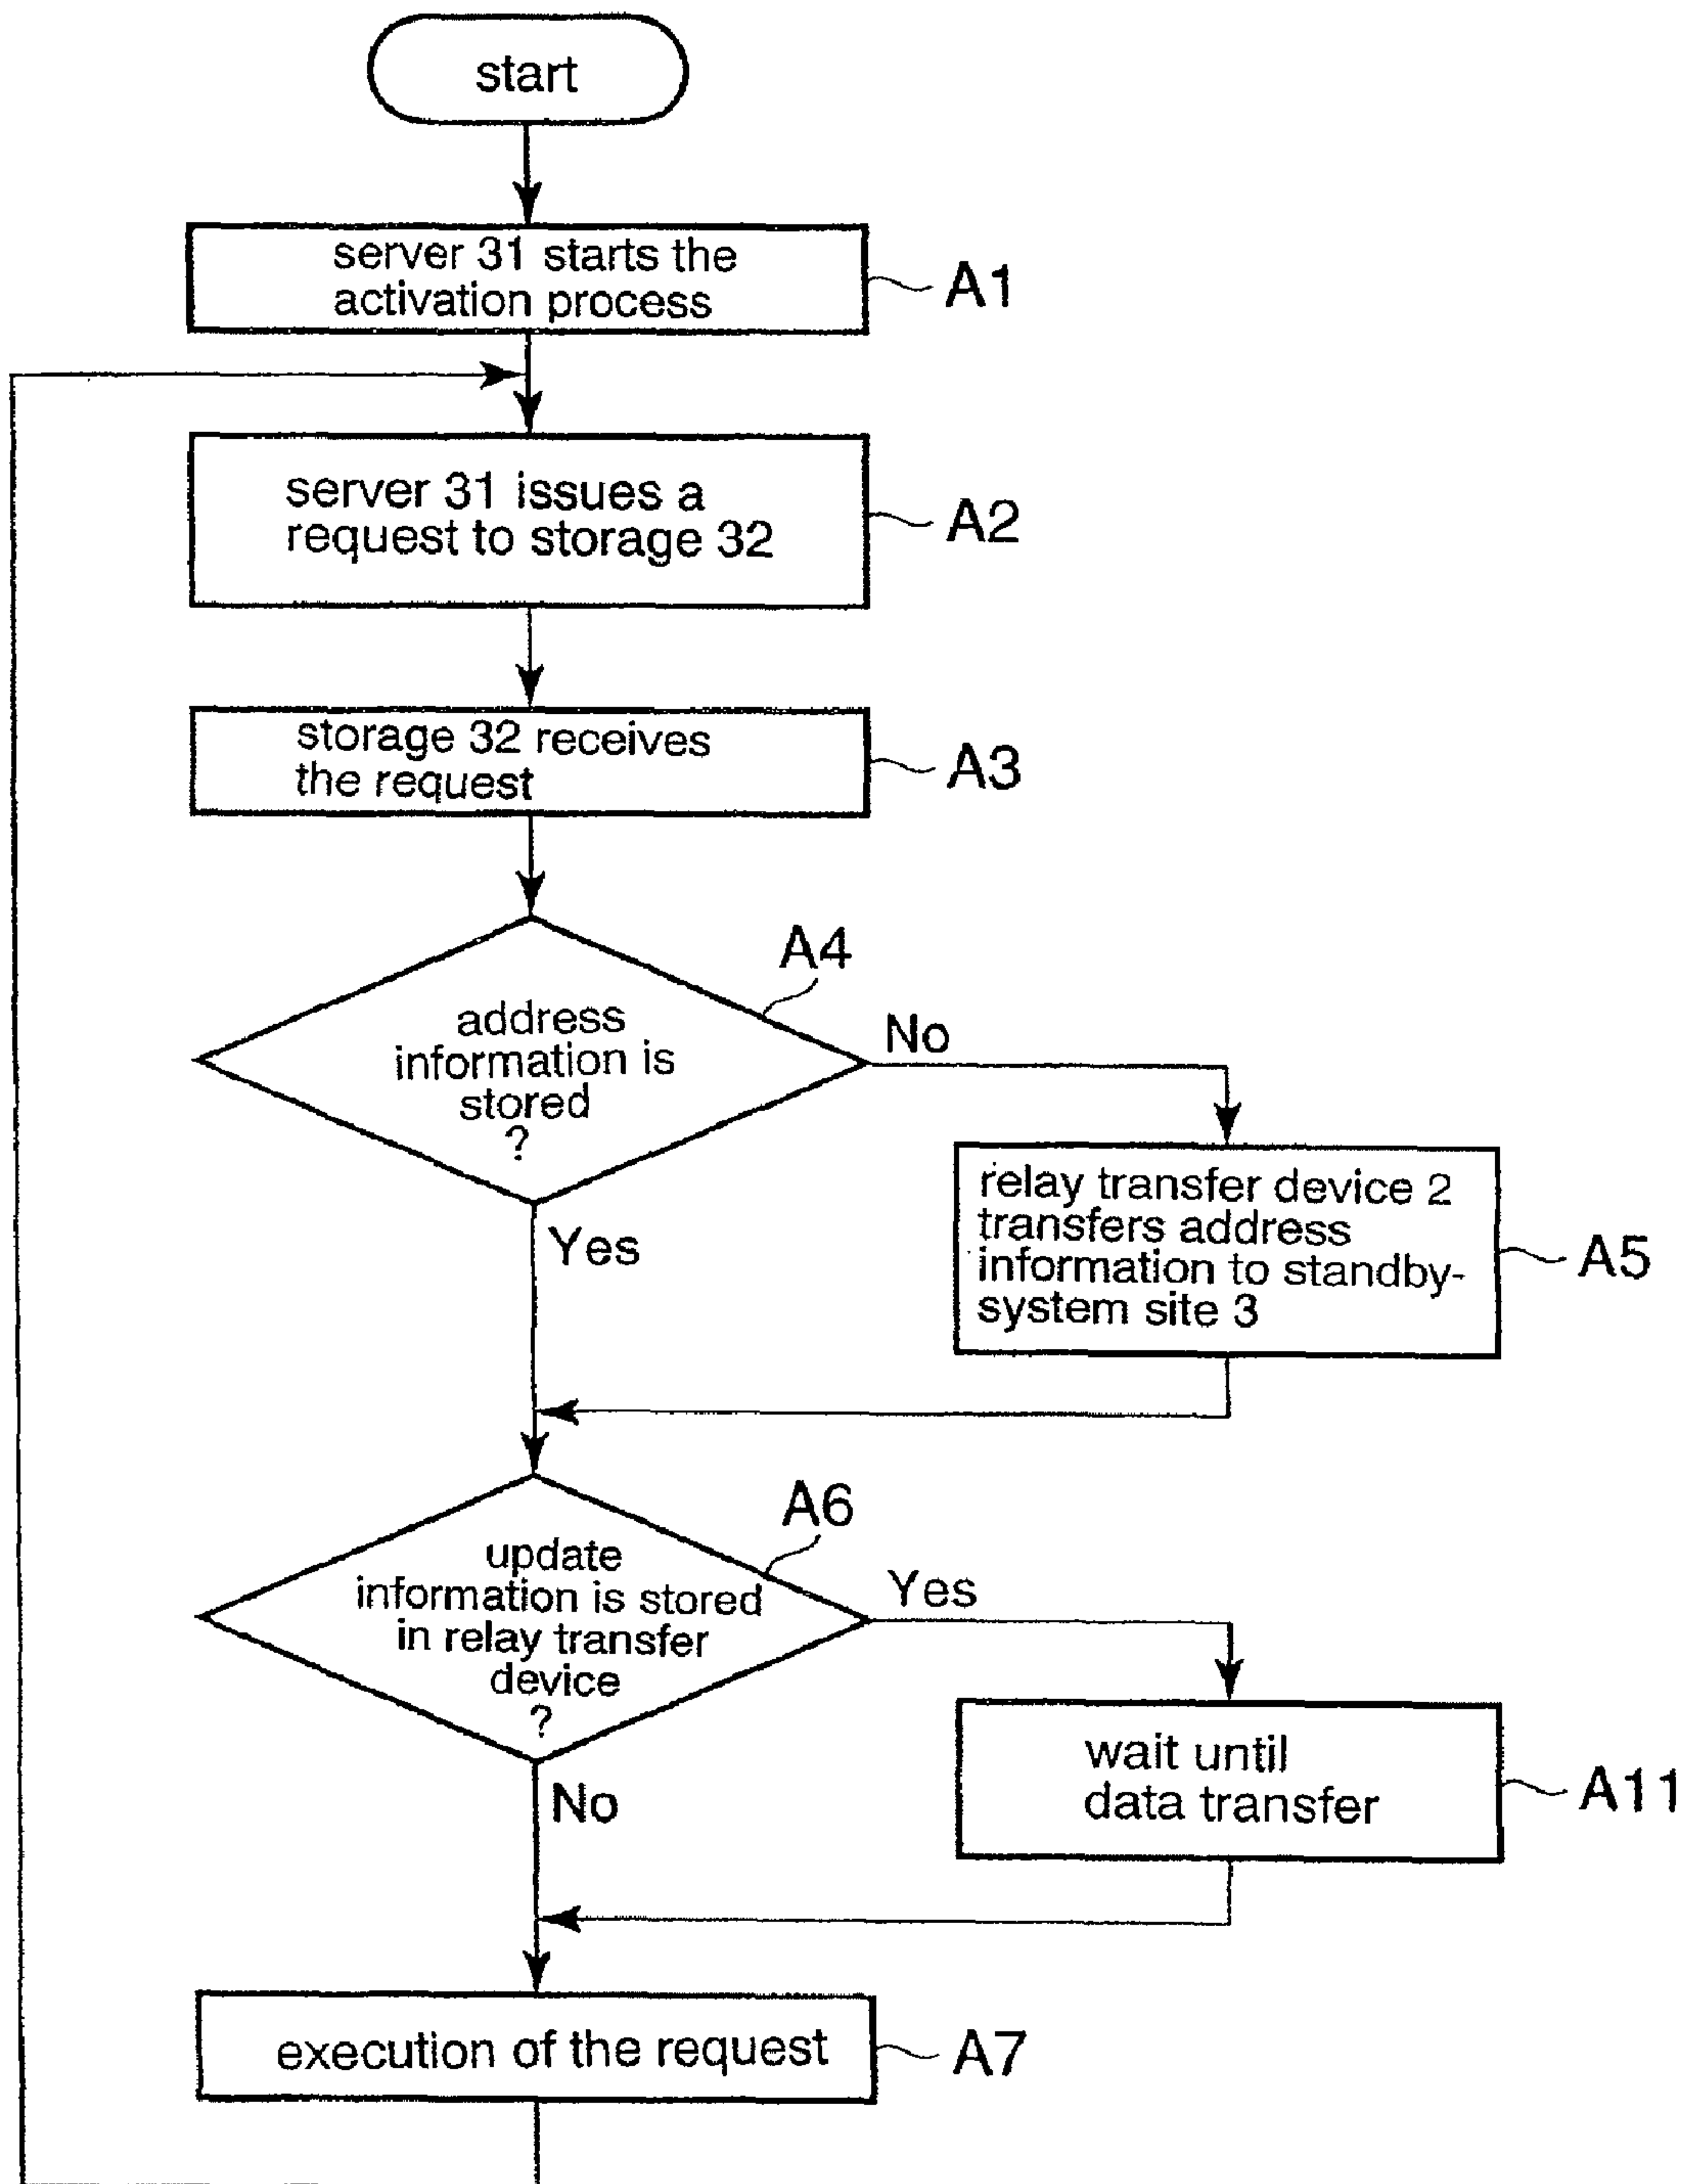 start
server 31 starts the
activation process
A1
server 31 issues a
request to storage 32
A2
storage 32 receives
the request
A3
A4
address
information is
stored
?
No
Yes
relay transfer device 2
transfers address
information to standby-
system site 3
A5
A6
update
information is stored
in relay transfer
device
?
Yes
No
wait until
data transfer
A11
execution of the request
A7